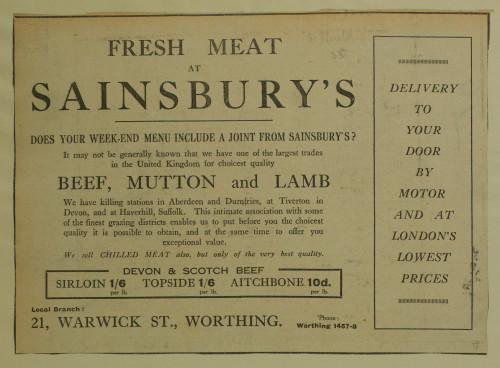 FRESH MEAT
AT
SAINSBURY'S
DOES YOUR WEEK-END MENU INCLUDE A JOINT FROM SAINSBURY'S?
It may not be generally known that we have one of the largest trades
in the United Kingdom for choicest quality
BEEF, MUTTON and LAMB
We have killing stations in Aberdeen and Dumfries, at Tiverton in
Devon, and at Haverhill, Suffolk. This intimate association with some
of the finest grazing districts enables us to put before you the choicest
quality it is possible to obtain, and at the same time to offer you
exceptional value.
We sell CHILLED MEAT also, but only of the very best quality.
DEVON & SCOTCH BEEF
SIRLOIN 1/6 TOPSIDE 1/6 AITCHBONE 10d.
per lb. per lb. per lb.
Local Branch:
21, WARWICK ST., WORTHING.
'Phone:
Worthing 1457-8
DELIVERY
TO
YOUR
DOOR
BY
MOTOR
AND AT
LONDON'S
LOWEST
PRICES